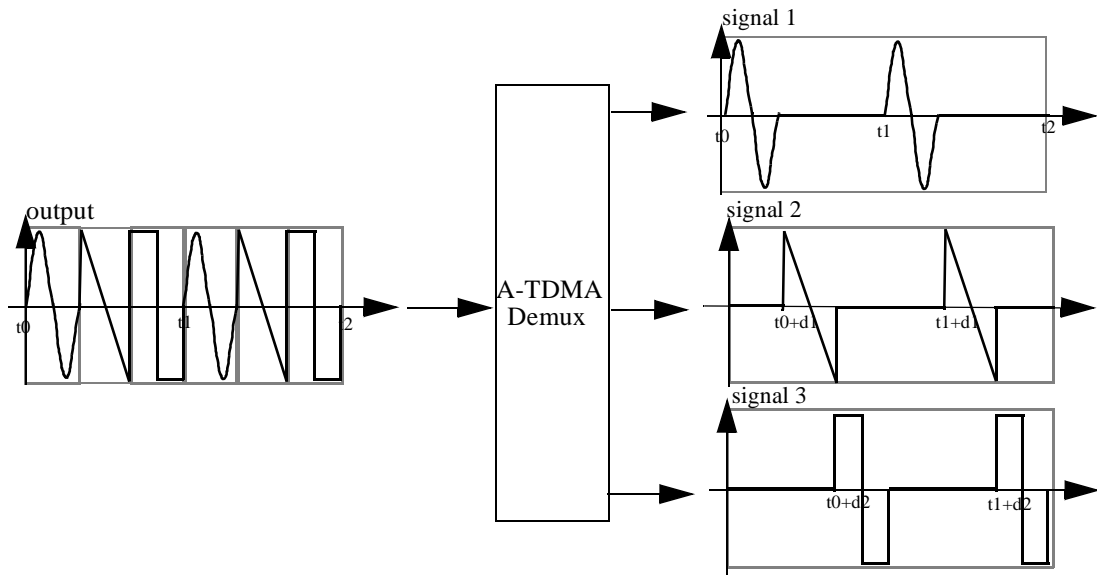 signal 1
t0
t1
t2
output
t0
t1
2
A-TDMA
Demux
signal 2
t0+d1
t1+d1
signal 3
t0+d2
t1+d2